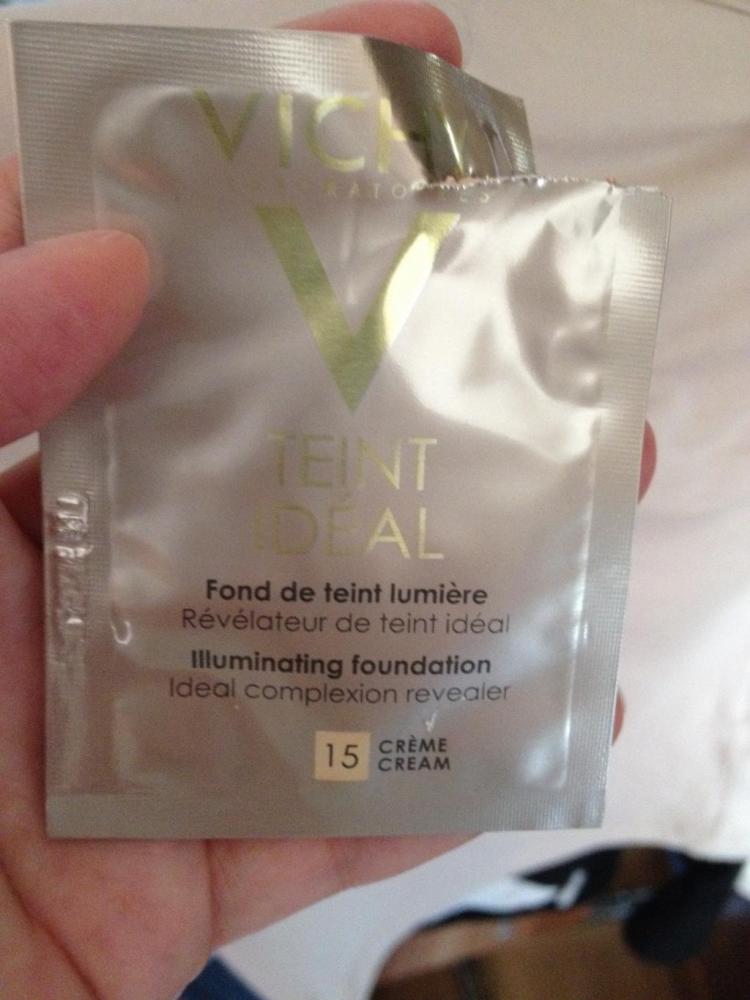 VICHY
V
TEINT
IDÉAL
Fond de teint lumière
Révélateur de teint idéal
Illuminating foundation
Ideal complexion revealer
15 CRÈME
CREAM